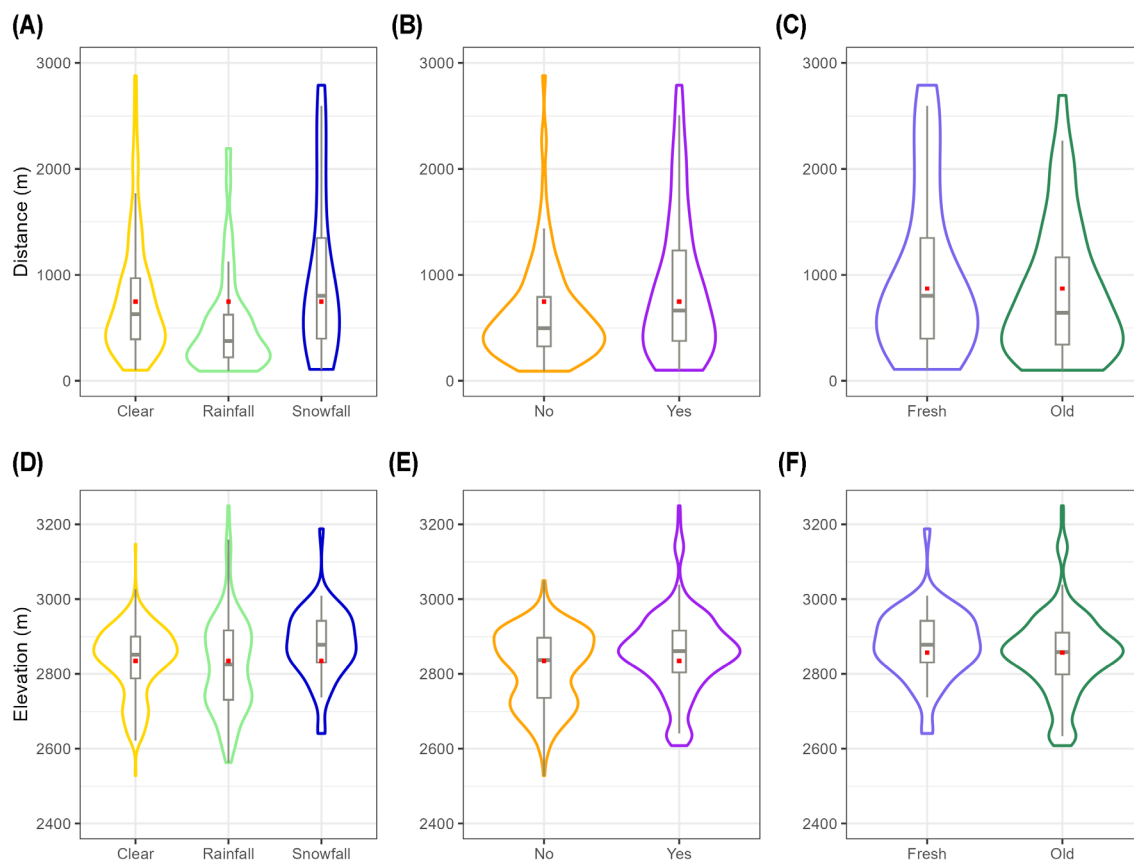 (A) (B) (C)
3000 3000 3000
2000 2000 2000
1000 1000 1000
0 0 0
Distance (m)
Clear Rainfall Snowfall No Yes Fresh Old
(D) (E) (F)
3200 3200 3200
3000 3000 3000
2800 2800 2800
2600 2600 2600
2400 2400 2400
Elevation (m)
Clear Rainfall Snowfall No Yes Fresh Old